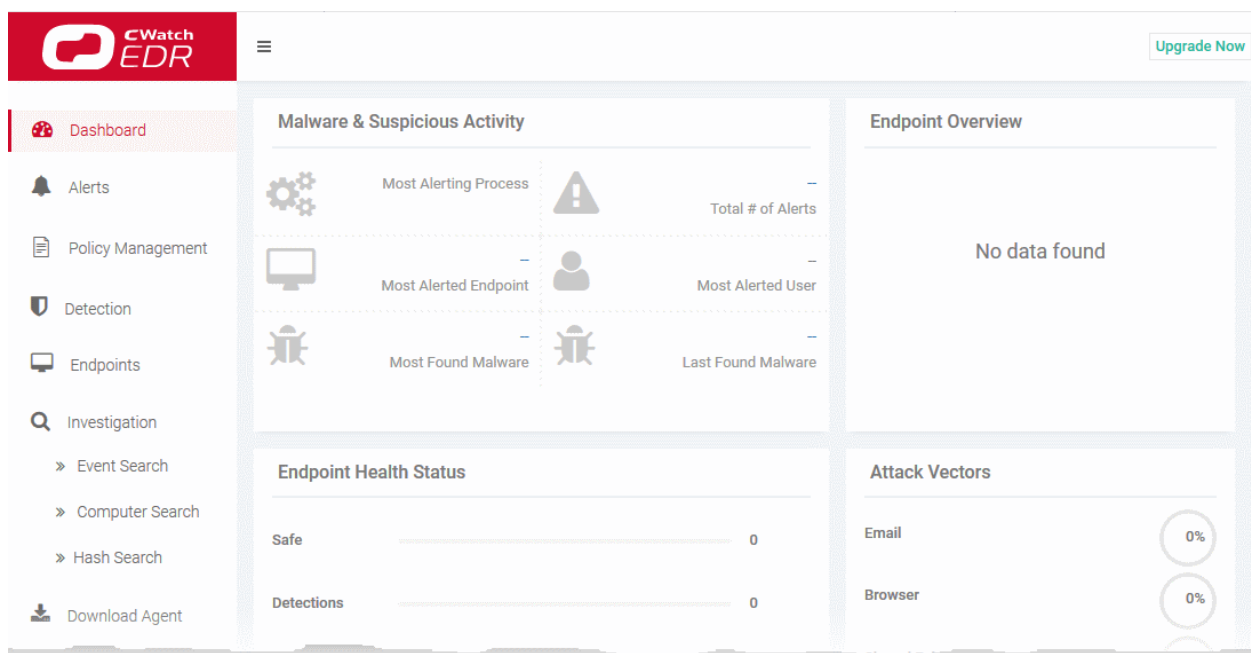 CWatch
EDR
Upgrade Now
Dashboard
Alerts
Policy Management
Detection
Endpoints
Investigation
» Event Search
» Computer Search
» Hash Search
Download Agent
Malware & Suspicious Activity
Most Alerting Process
--
Total # of Alerts
--
Most Alerted Endpoint
--
Most Alerted User
--
Most Found Malware
--
Last Found Malware
Endpoint Overview
No data found
Endpoint Health Status
Safe 0
Detections 0
Attack Vectors
Email 0%
Browser 0%